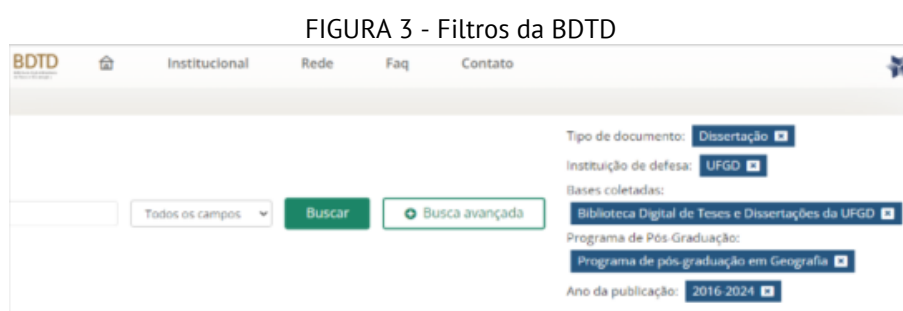 FIGURA 3 - Filtros da BDTD
BDTD Institucional Rede Faq Contato
Tipo de documento: Dissertação
Instituição de defesa: UFGD
Bases coletadas:
Todos os campos Buscar Busca avançada
Biblioteca Digital de Teses e Dissertações da UFGD
Programa de Pós-Graduação:
Programa de pós-graduação em Geografia
Ano da publicação: 2016-2024